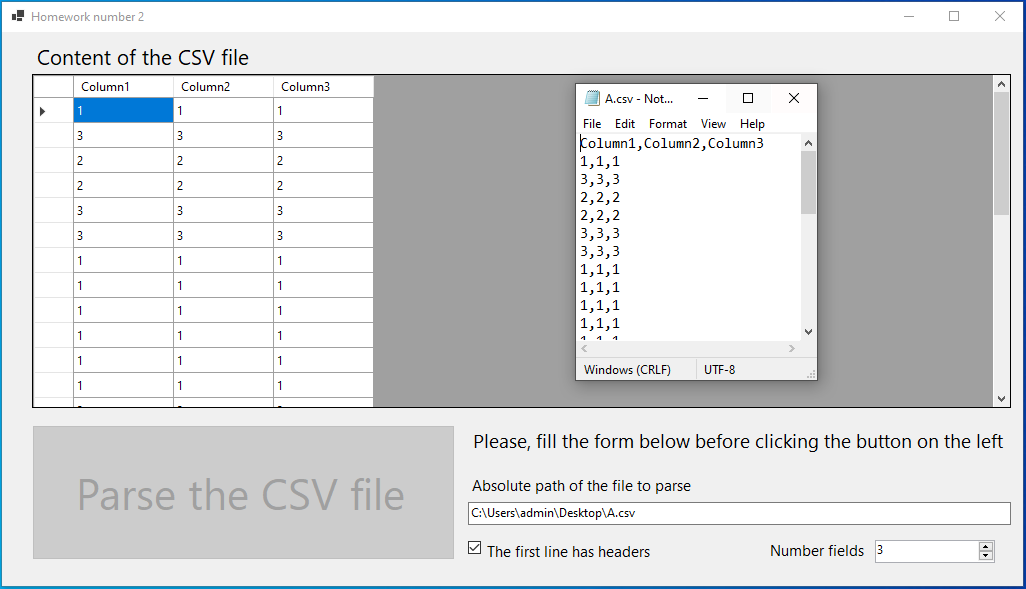 Homework number 2
Content of the CSV file
Column1 Column2 Column3
1 1 1
3 3 3
2 2 2
2 2 2
3 3 3
3 3 3
1 1 1
1 1 1
1 1 1
1 1 1
1 1 1
1 1 1
A.csv - Not...
File Edit Format View Help
Column1,Column2,Column3
1,1,1
3,3,3
2,2,2
2,2,2
3,3,3
3,3,3
1,1,1
1,1,1
1,1,1
1,1,1
1,1,1
Windows (CRLF) UTF-8
Parse the CSV file
Please, fill the form below before clicking the button on the left
Absolute path of the file to parse
C:\Users\admin\Desktop\A.csv
The first line has headers
Number fields 3